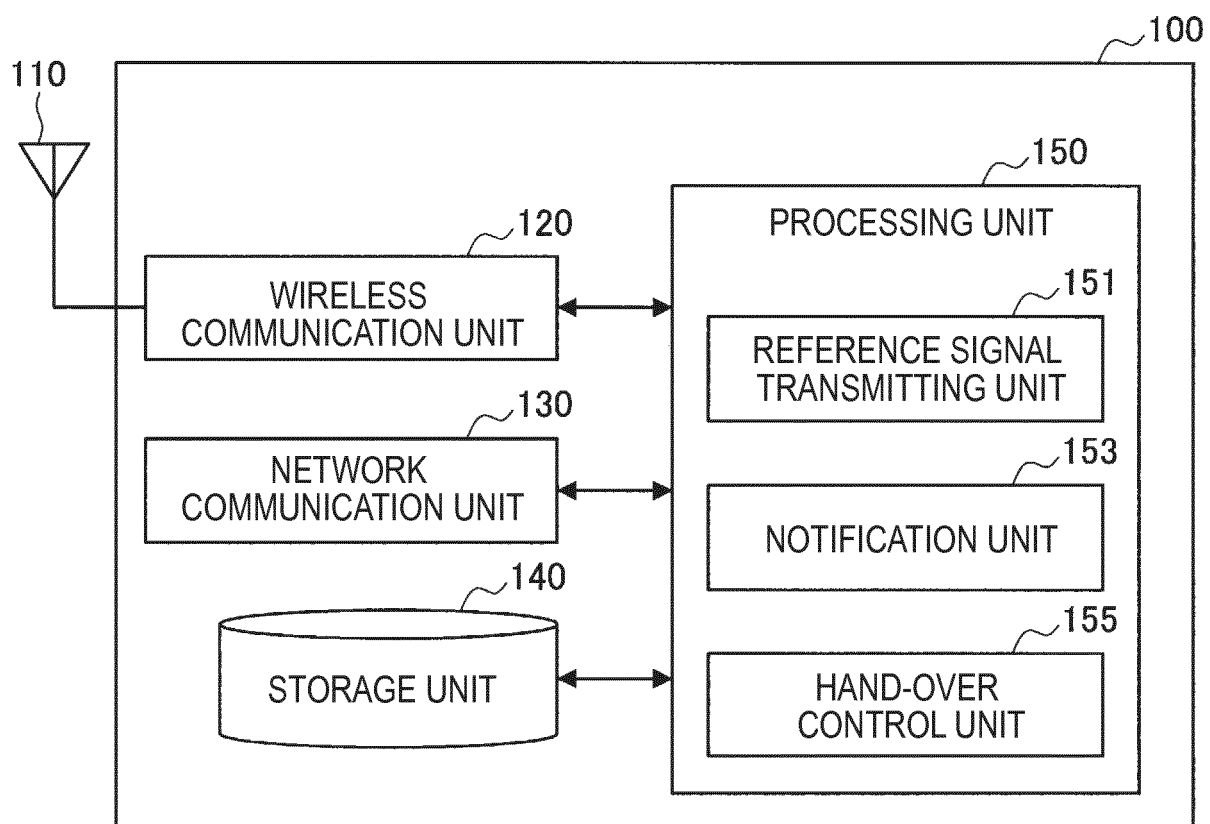 100
110
150
PROCESSING UNIT
120
WIRELESS
COMMUNICATION UNIT
151
REFERENCE SIGNAL
TRANSMITTING UNIT
130
NETWORK
COMMUNICATION UNIT
153
NOTIFICATION UNIT
140
STORAGE UNIT
155
HAND-OVER
CONTROL UNIT